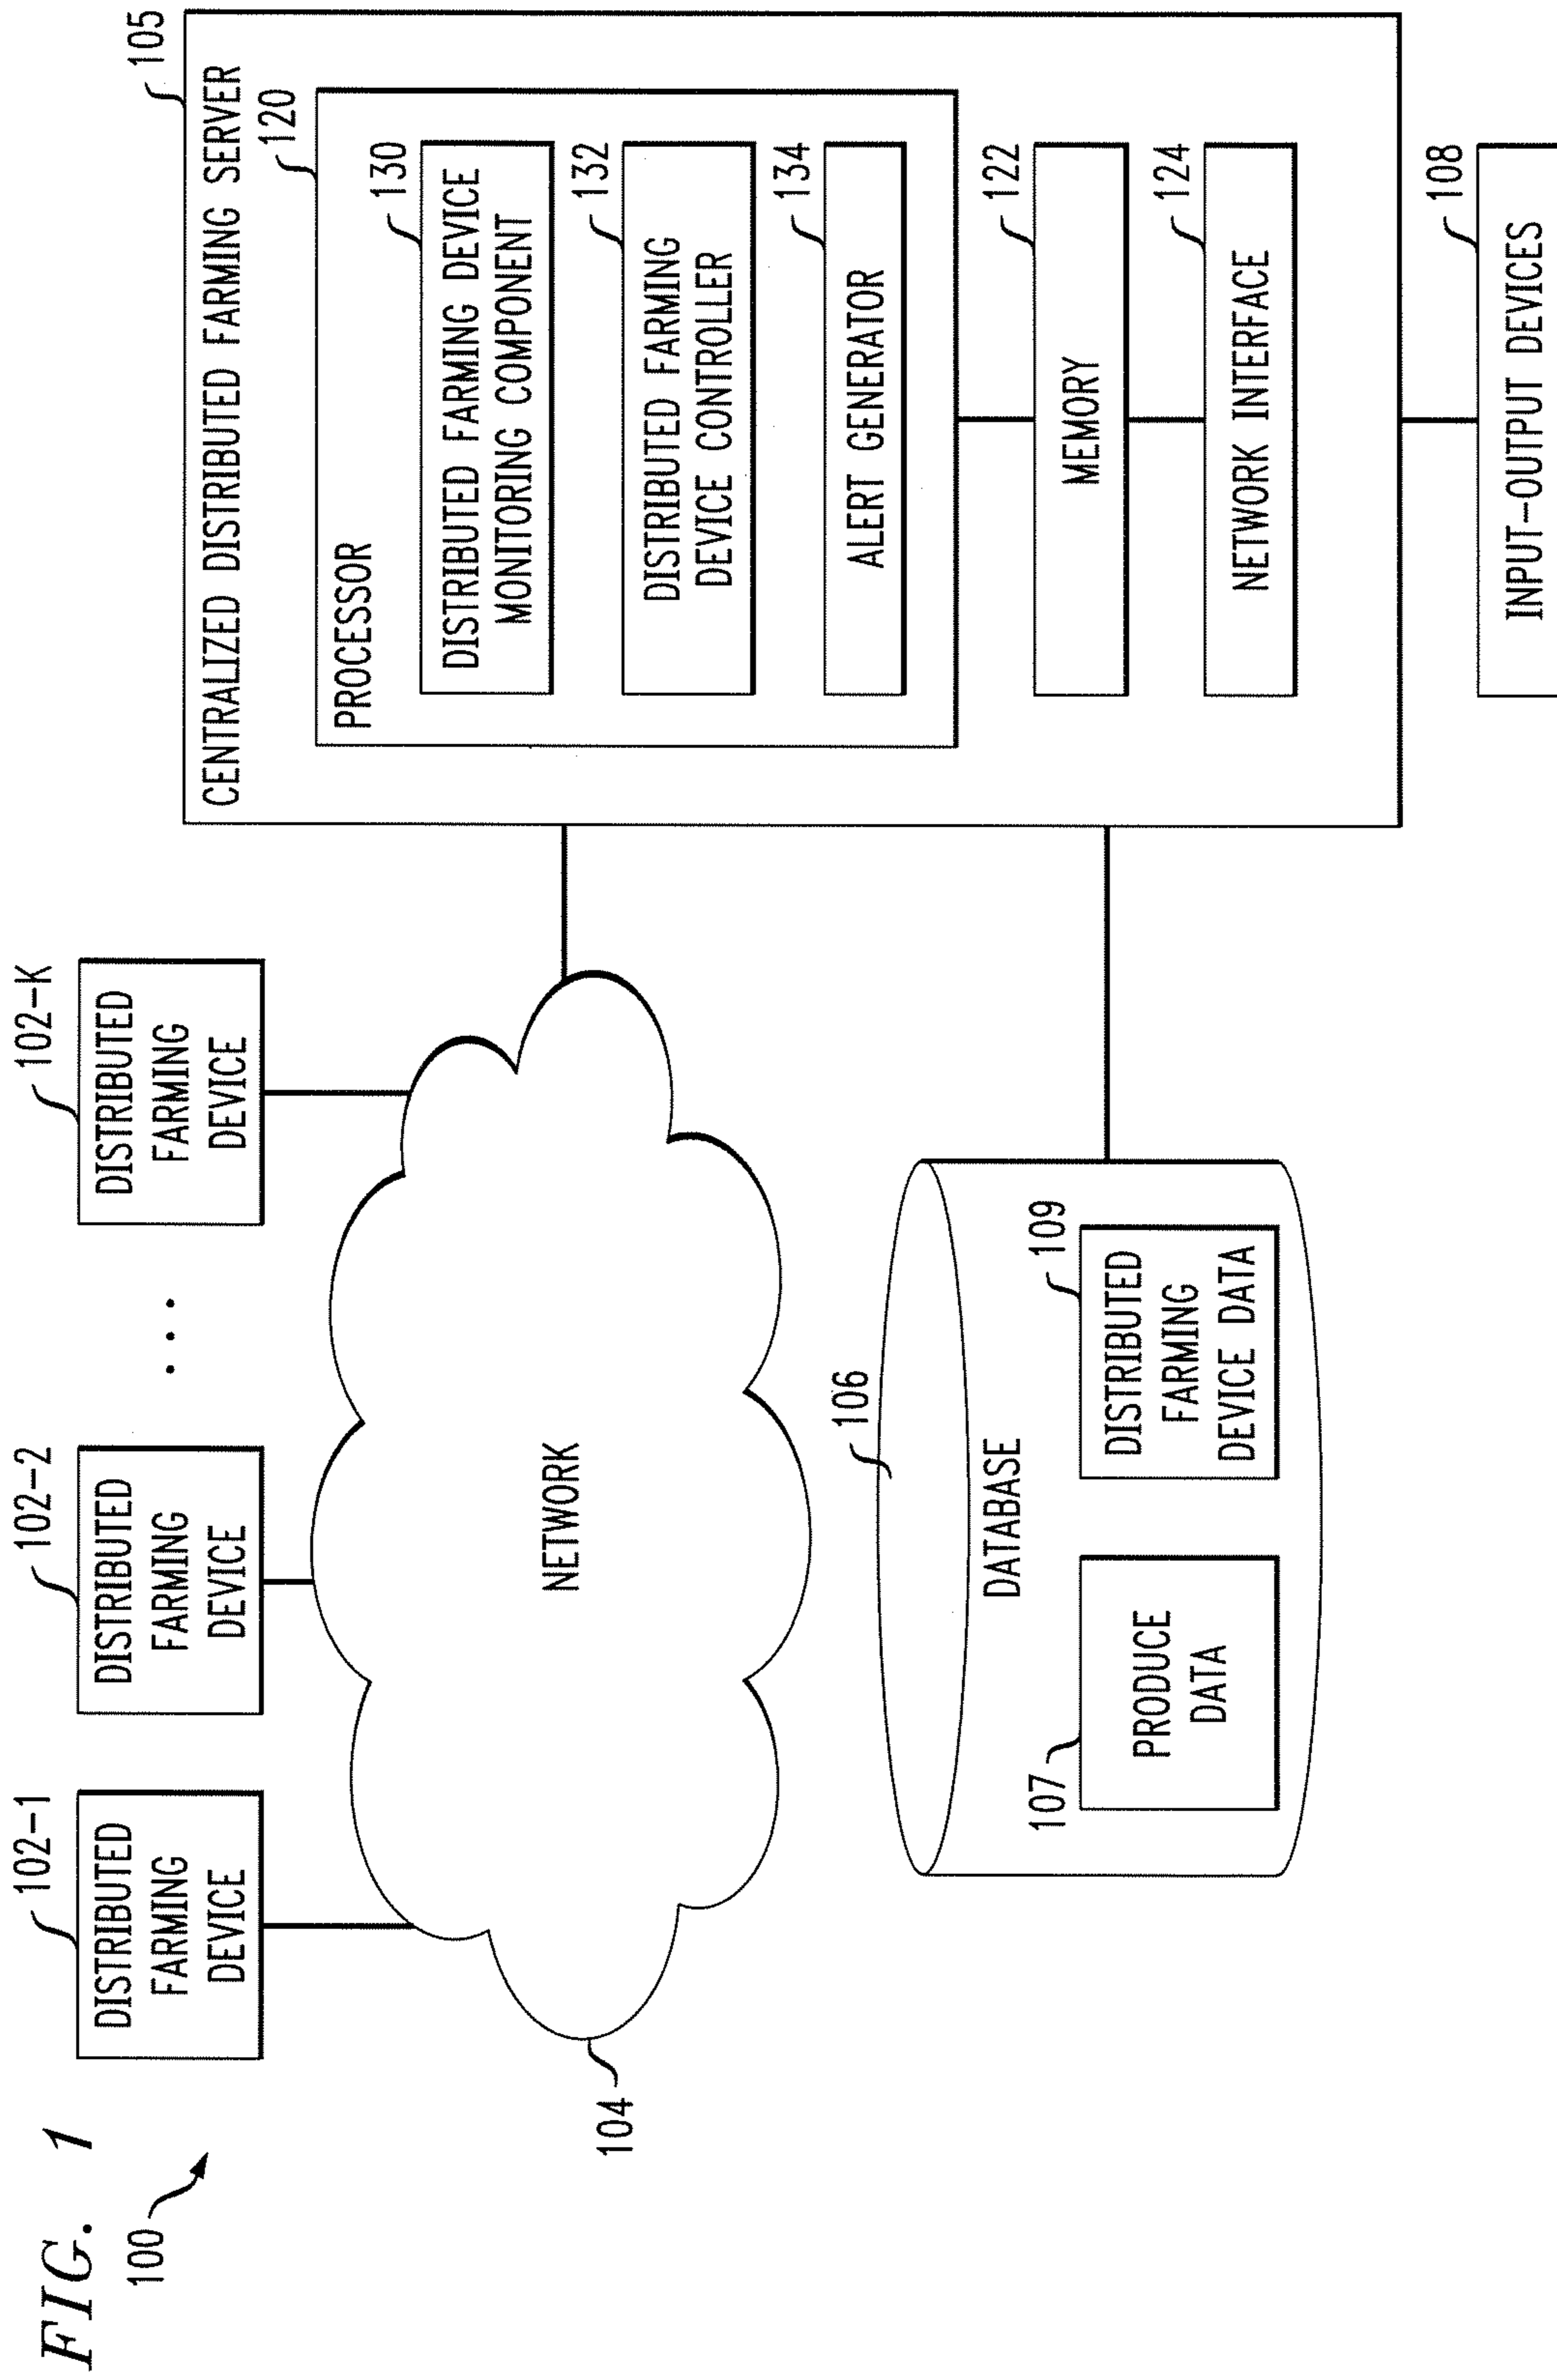 FIG. 1
100
102-1
DISTRIBUTED
FARMING
DEVICE
102-2
DISTRIBUTED
FARMING
DEVICE
. . .
102-K
DISTRIBUTED
FARMING
DEVICE
104
NETWORK
105
CENTRALIZED DISTRIBUTED FARMING SERVER
120
PROCESSOR
130
DISTRIBUTED FARMING DEVICE
MONITORING COMPONENT
132
DISTRIBUTED FARMING
DEVICE CONTROLLER
134
ALERT GENERATOR
122
MEMORY
124
NETWORK INTERFACE
106
DATABASE
107
PRODUCE
DATA
109
DISTRIBUTED
FARMING
DEVICE DATA
108
INPUT-OUTPUT DEVICES